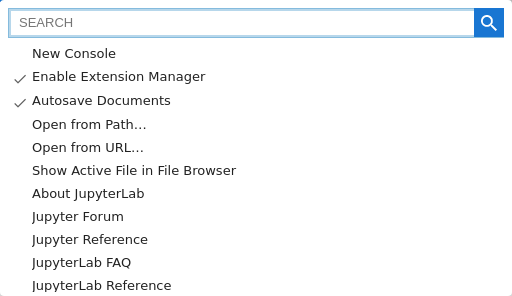 SEARCH
New Console
Enable Extension Manager
Autosave Documents
Open from Path...
Open from URL...
Show Active File in File Browser
About JupyterLab
Jupyter Forum
Jupyter Reference
JupyterLab FAQ
JupyterLab Reference